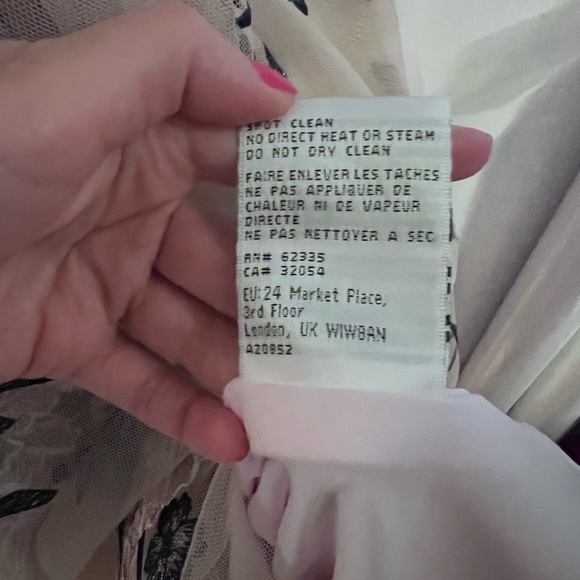 SPOT CLEAN
NO DIRECT HEAT OR STEAM
DO NOT DRY CLEAN
FAIRE ENLEVER LES TACHES
NE PAS APPLIQUER DE
CHALEUR NI DE VAPEUR
DIRECTE
NE PAS NETTOYER A SEC
RN# 62335
CA# 32054
EU: 24 Market Place,
3rd Floor
London, UK W1W8AN
A20852